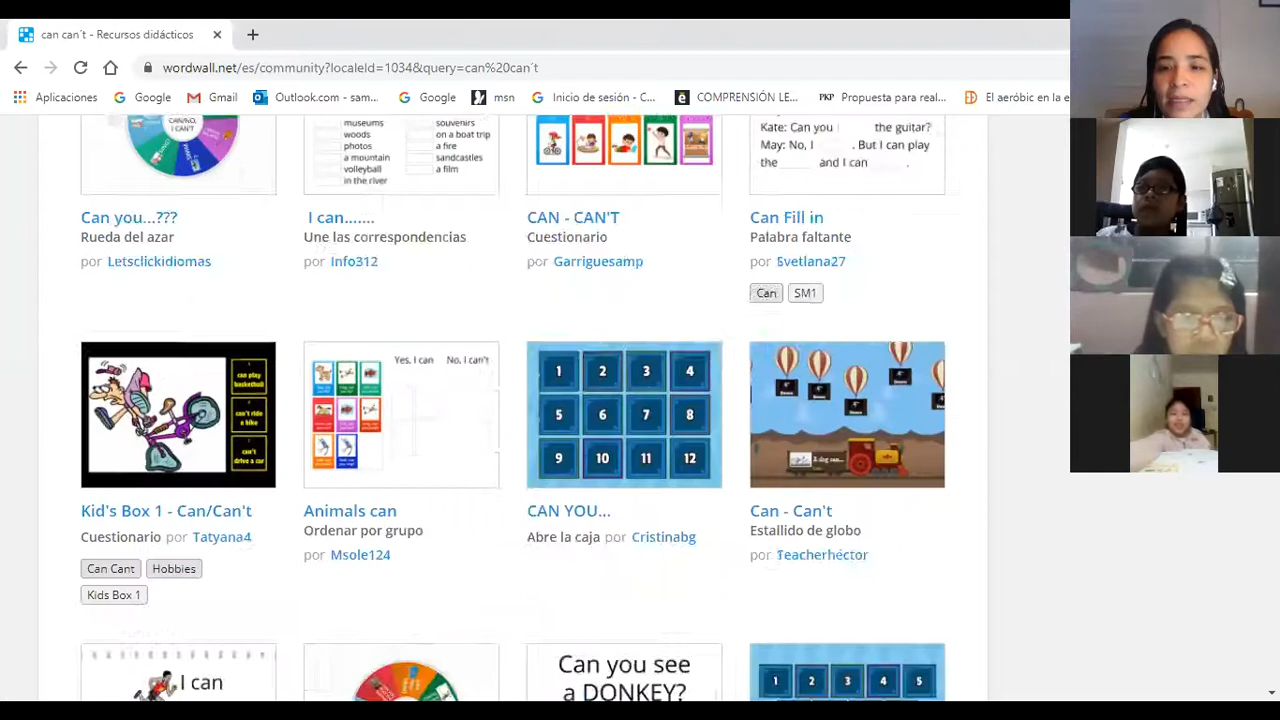 can can´t - Recursos didácticos
wordwall.net/es/community?localeId=1034&query=can%20can´t
Aplicaciones Google Gmail Outlook.com - sam... Google msn Inicio de sesión - C... COMPRENSIÓN LE... PKP Propuesta para real... El aeróbic en la e
CAN/NO,
I CAN'T
museums
woods
photos
a mountain
volleyball
in the river
souvenirs
on a boat trip
a fire
sandcastles
a film
Kate: Can you the guitar?
May: No, I . But I can play
the and I can .
Can you...???
Rueda del azar
por Letsclickidiomas
I can.......
Une las correspondencias
por Info312
CAN - CAN'T
Cuestionario
por Garriguesamp
Can Fill in
Palabra faltante
por Svetlana27
Can SM1
can play
basketball
can't ride
a bike
can't
drive a car
Yes, I can No, I can't
1 2 3 4
5 6 7 8
9 10 11 12
A dog can...
Kid's Box 1 - Can/Can't
Cuestionario por Tatyana4
Can Cant Hobbies
Kids Box 1
Animals can
Ordenar por grupo
por Msole124
CAN YOU...
Abre la caja por Cristinabg
Can - Can't
Estallido de globo
por Teacherhéctor
I can
Can you see
a DONKEY?
1 2 3 4 5